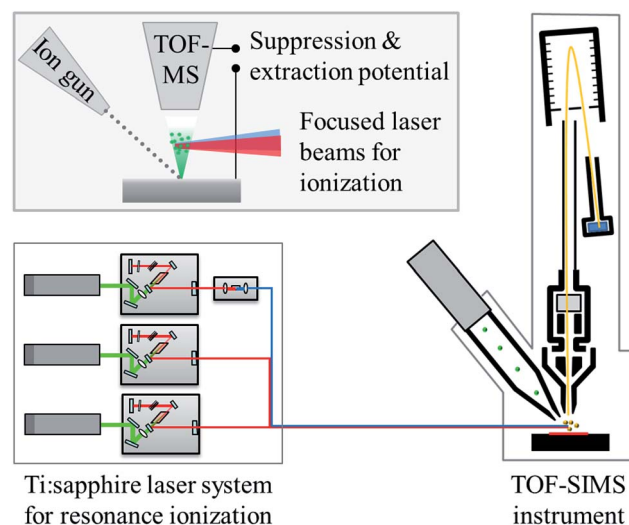 Ion gun
TOF-
MS
Suppression &
extraction potential
Focused laser
beams for
ionization
Ti:sapphire laser system
for resonance ionization
TOF-SIMS
instrument